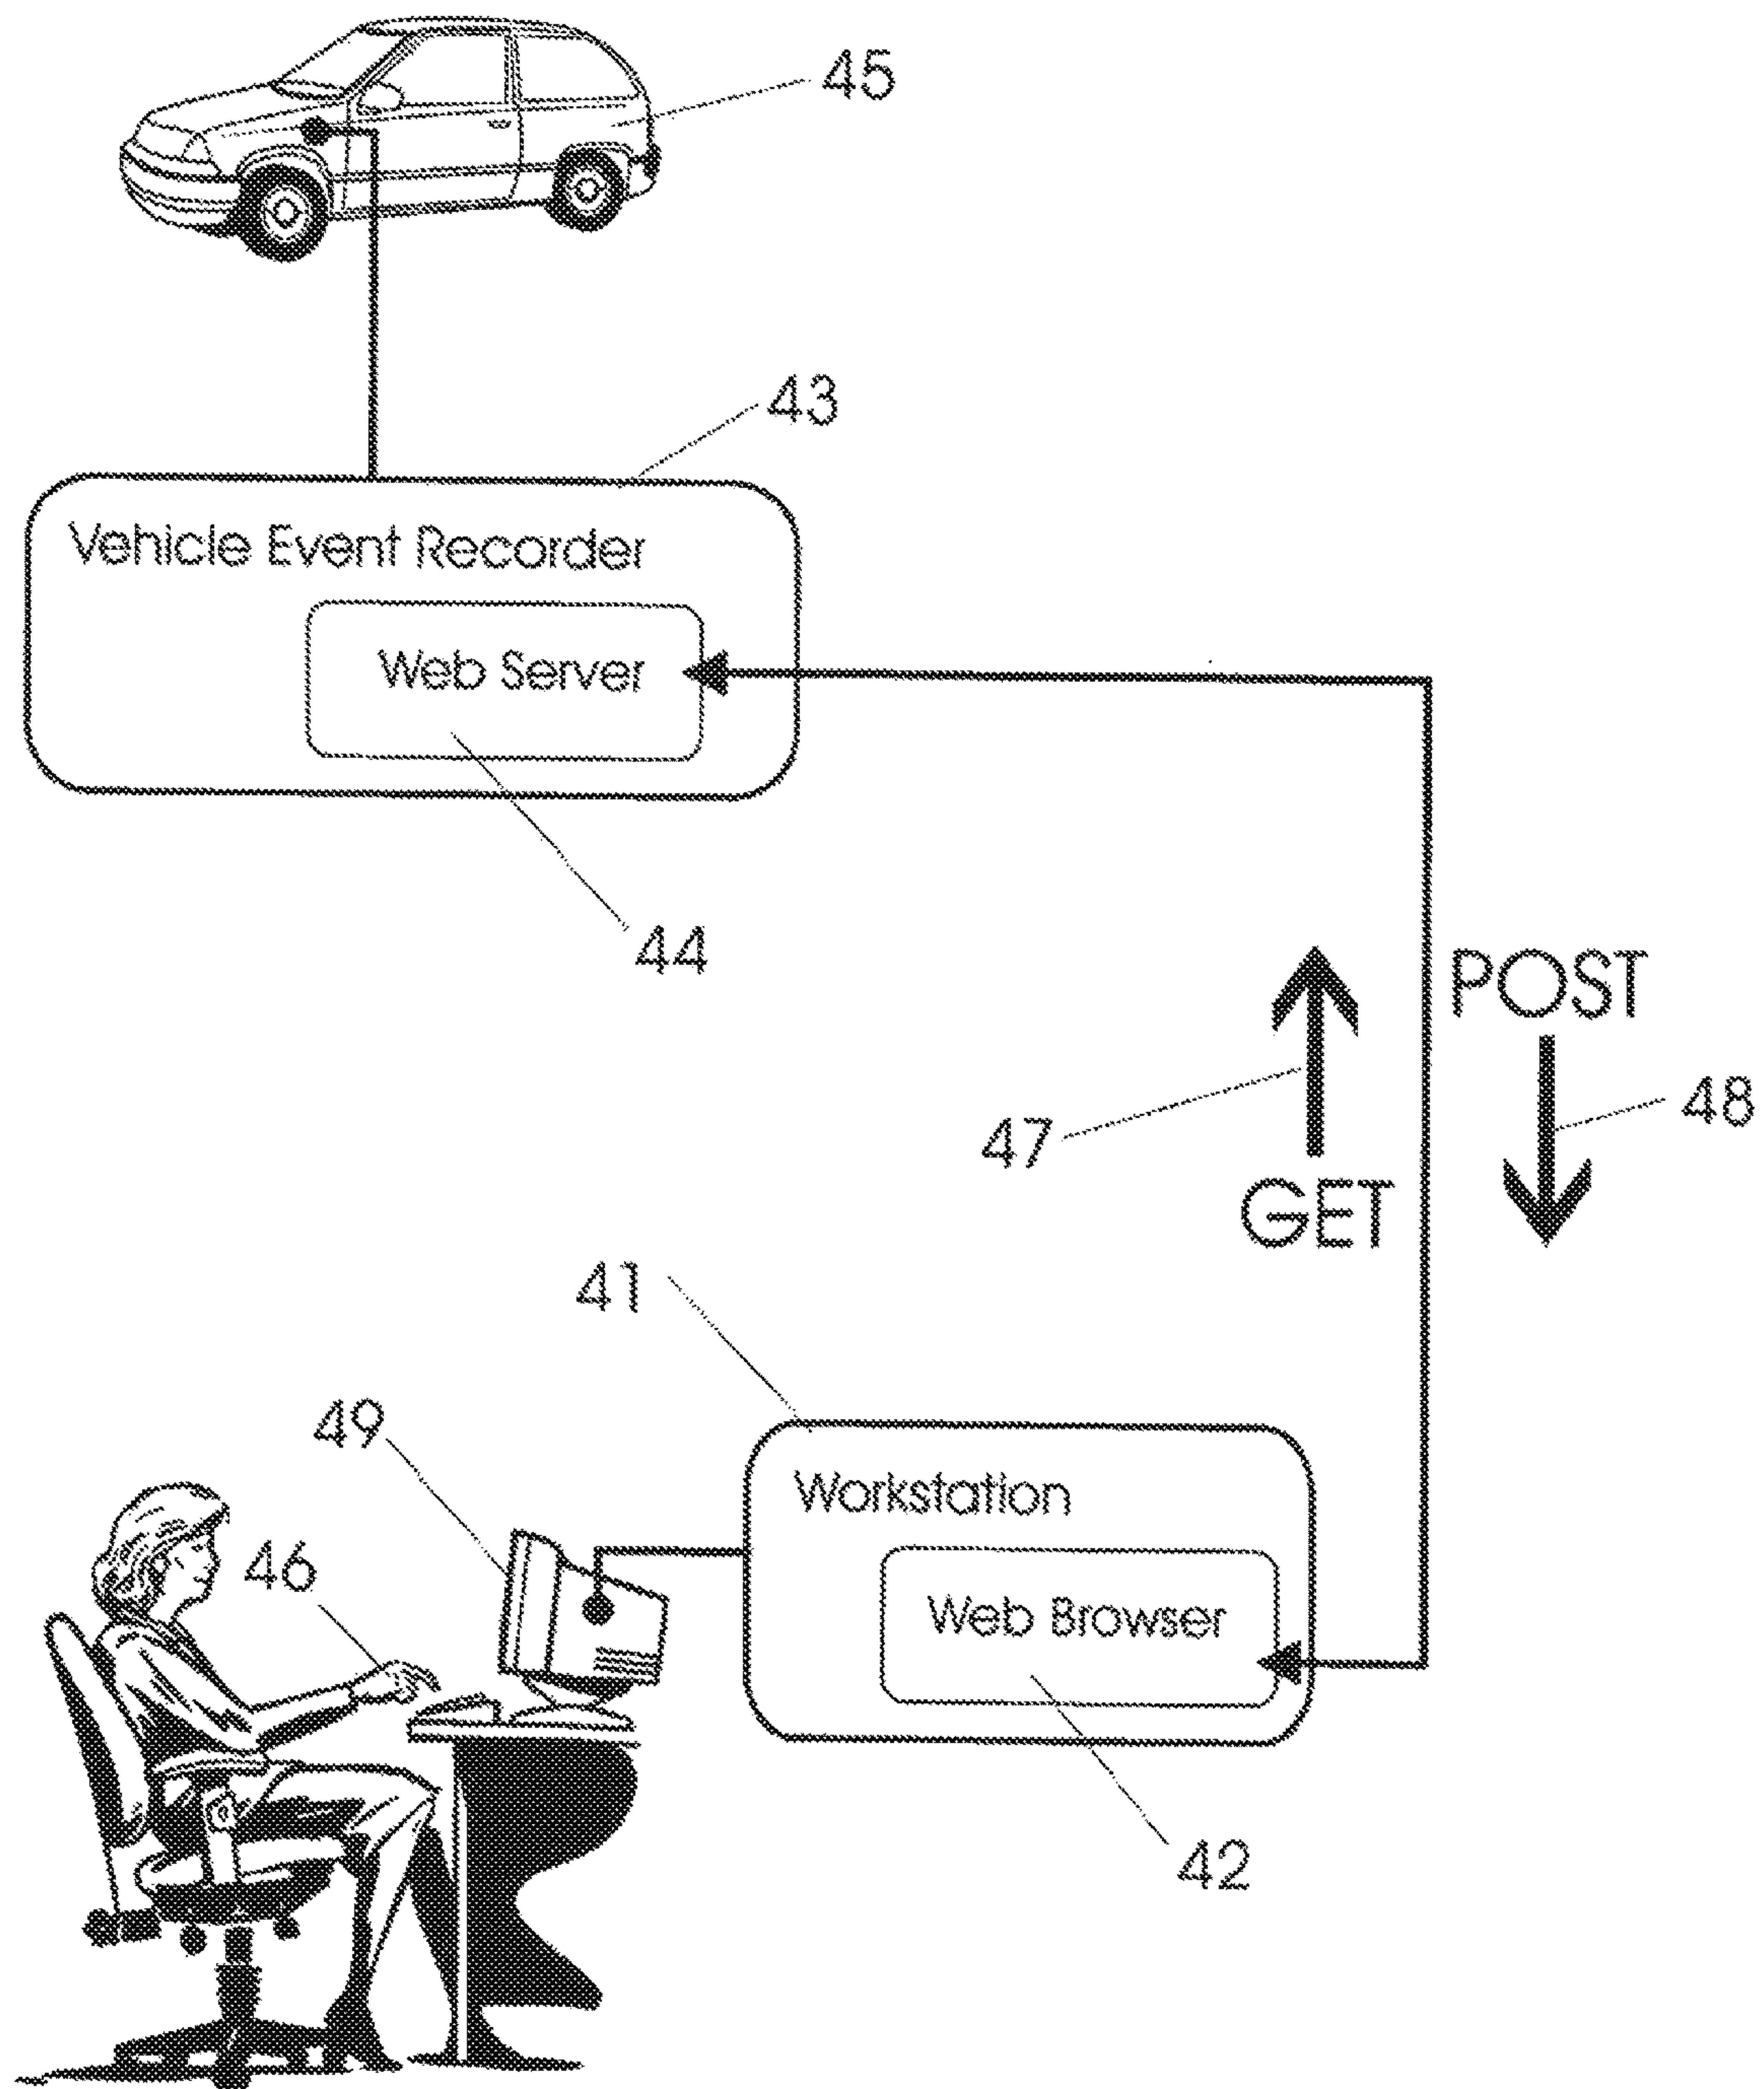 45
43
Vehicle Event Recorder
Web Server
44
POST
47
48
GET
41
49
Workstation
46
Web Browser
42